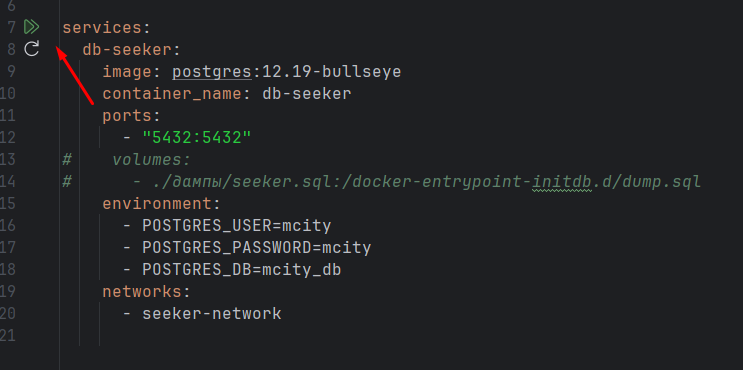 6
7 services:
8 db-seeker:
9 image: postgres:12.19-bullseye
10 container_name: db-seeker
11 ports:
12 - "5432:5432"
13 # volumes:
14 # - ./дампы/seeker.sql:/docker-entrypoint-initdb.d/dump.sql
15 environment:
16 - POSTGRES_USER=mcity
17 - POSTGRES_PASSWORD=mcity
18 - POSTGRES_DB=mcity_db
19 networks:
20 - seeker-network
21